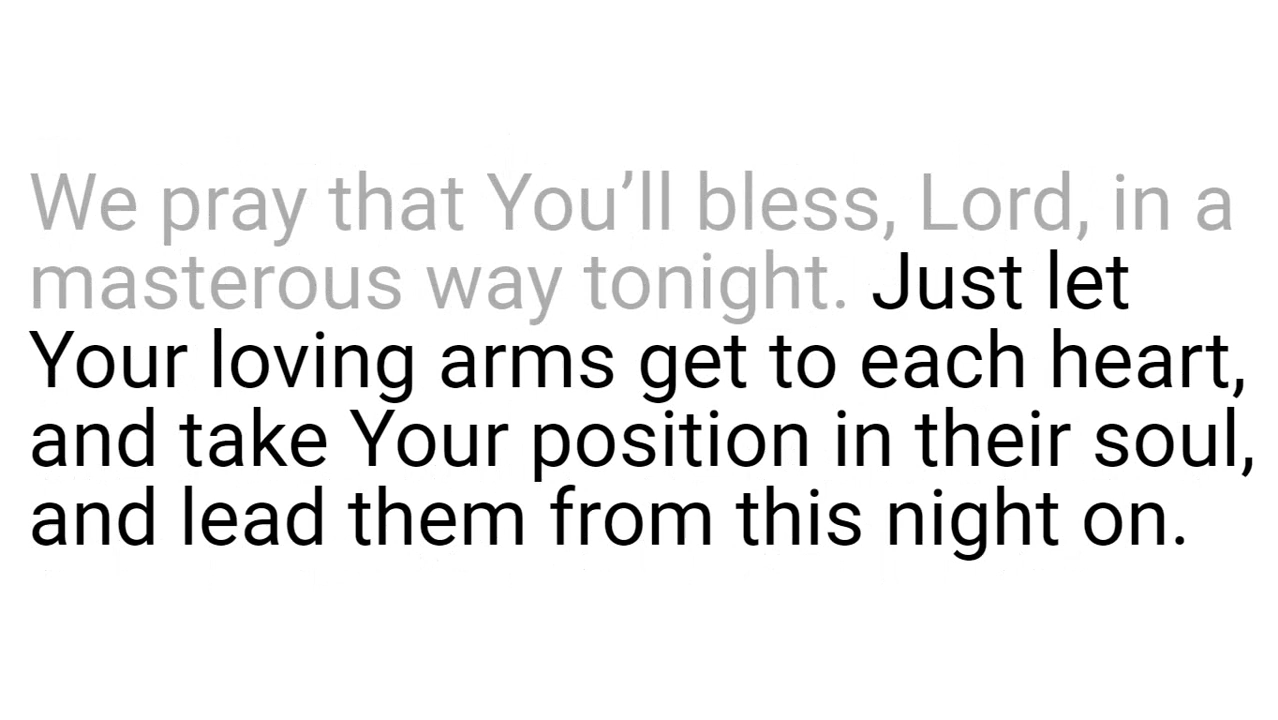 We pray that You’ll bless, Lord, in a
masterous way tonight. Just let
Your loving arms get to each heart,
and take Your position in their soul,
and lead them from this night on.